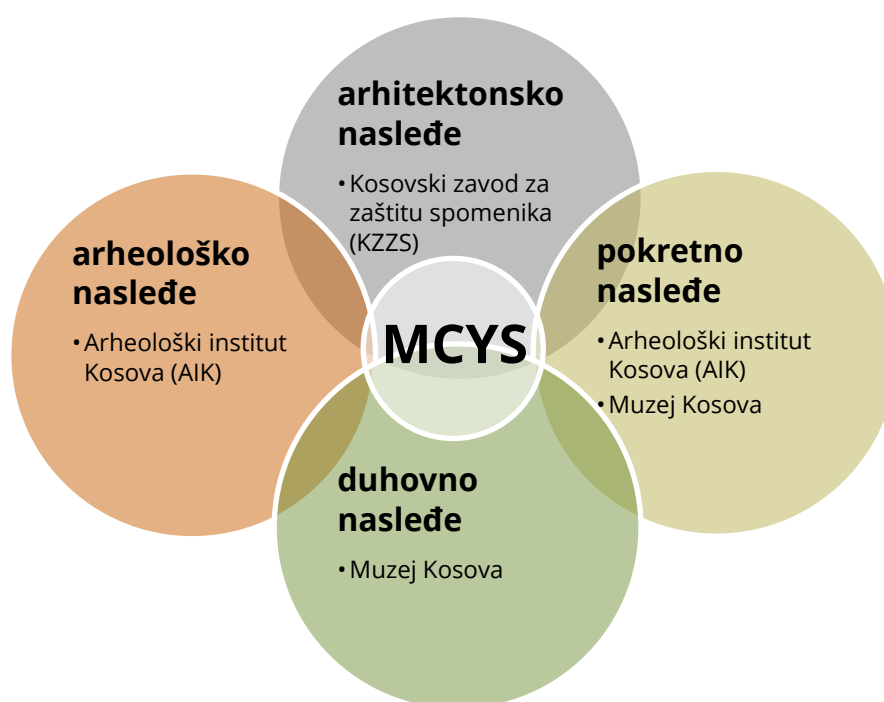 arhitektonsko
nasleđe
• Kosovski zavod za
zaštitu spomenika
(KZZS)
arheološko
nasleđe
• Arheološki institut
Kosova (AIK)
pokretno
nasleđe
• Arheološki institut
Kosova (AIK)
• Muzej Kosova
MCYS
duhovno
nasleđe
• Muzej Kosova